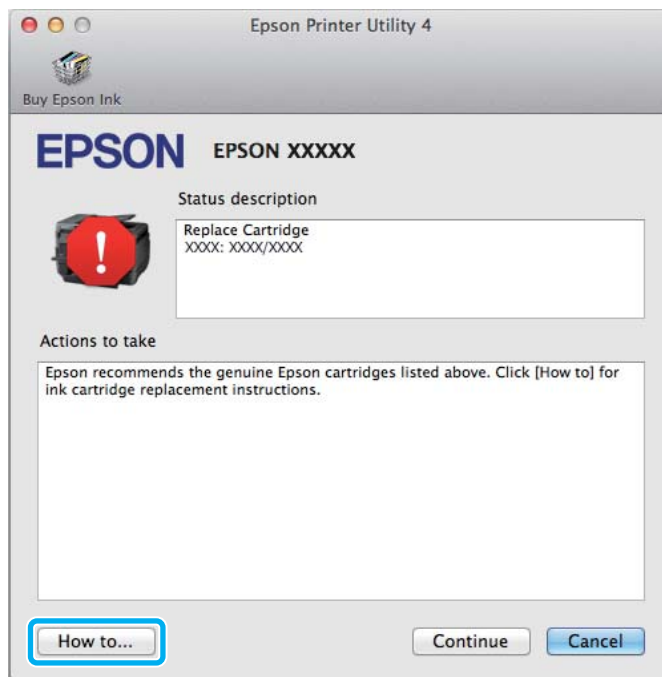 Epson Printer Utility 4
Buy Epson Ink
EPSON EPSON XXXXX
Status description
Replace Cartridge
XXXX: XXXX/XXXX
Actions to take
Epson recommends the genuine Epson cartridges listed above. Click [How to] for
ink cartridge replacement instructions.
How to... Continue Cancel